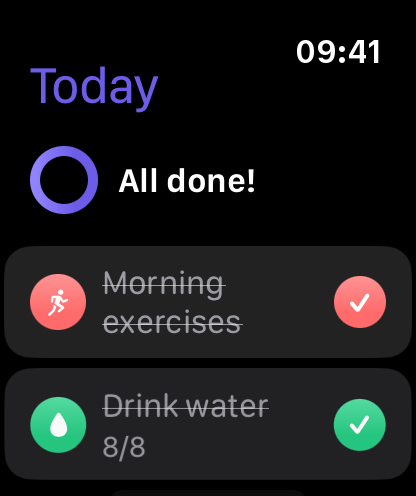 09:41
Today
All done!
Morning
exercises
Drink water
8/8